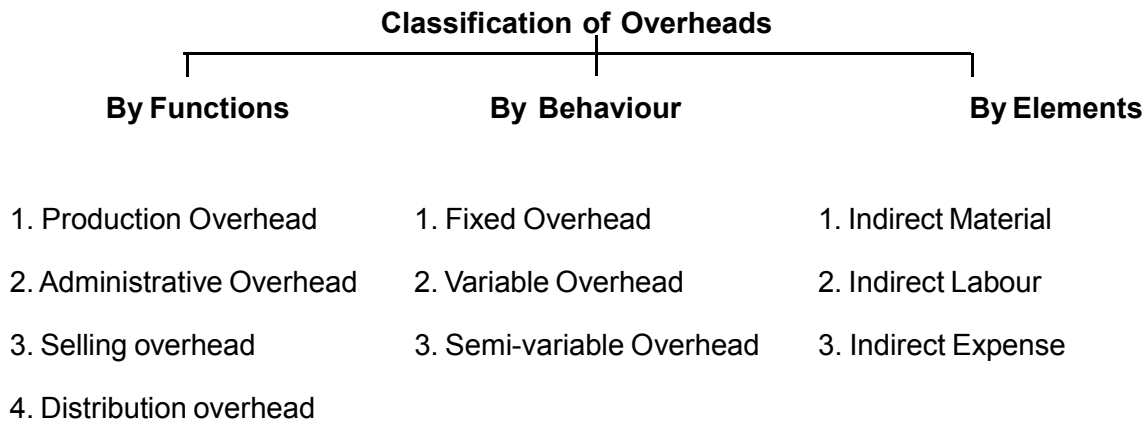 Classification of Overheads
By Functions By Behaviour By Elements
1. Production Overhead 1. Fixed Overhead 1. Indirect Material
2. Administrative Overhead 2. Variable Overhead 2. Indirect Labour
3. Selling overhead 3. Semi-variable Overhead 3. Indirect Expense
4. Distribution overhead